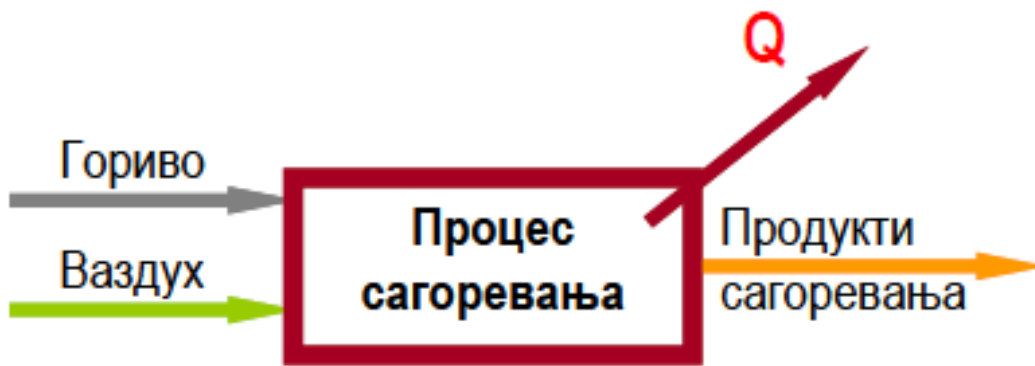 Q
Гориво
Ваздух
Процес
сагоревања
Продукти
сагоревања